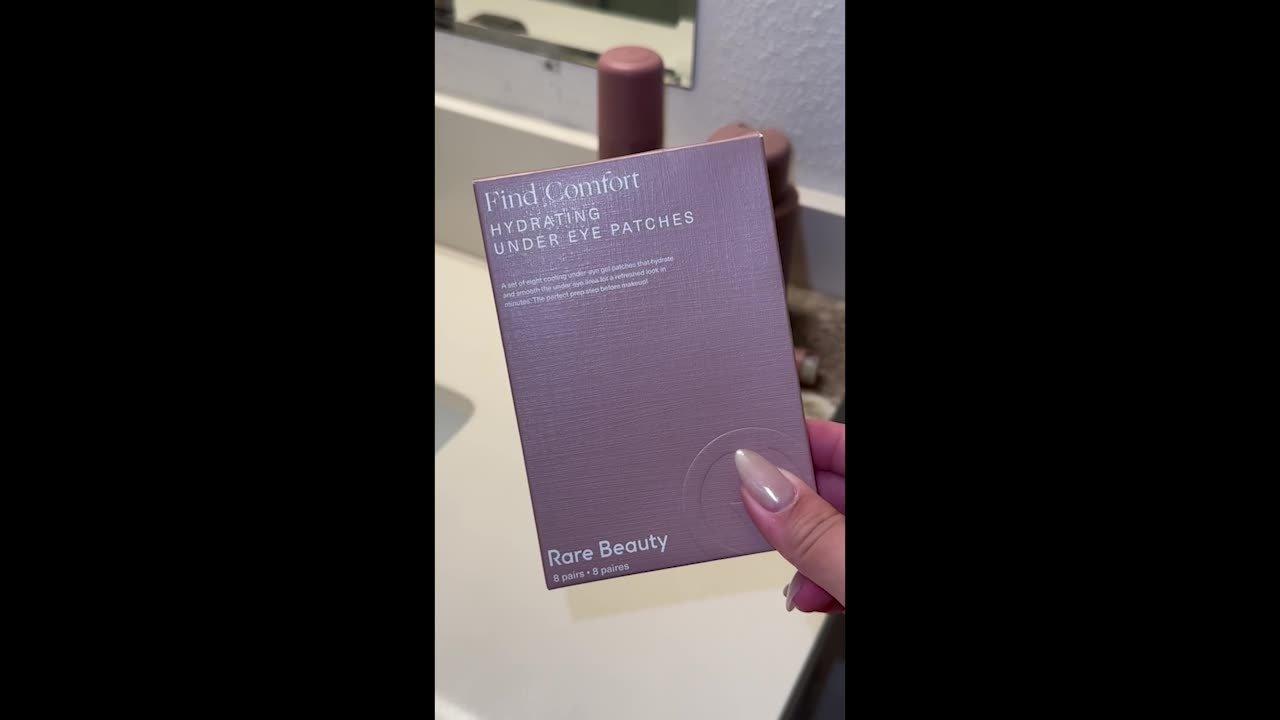 Find Comfort
HYDRATING
UNDER EYE PATCHES
A set of eight cooling under-eye gel patches that hydrate
and smooth the under eye area for a refreshed look in
minutes. The perfect prep step before makeup!
Rare Beauty
8 pairs • 8 paires